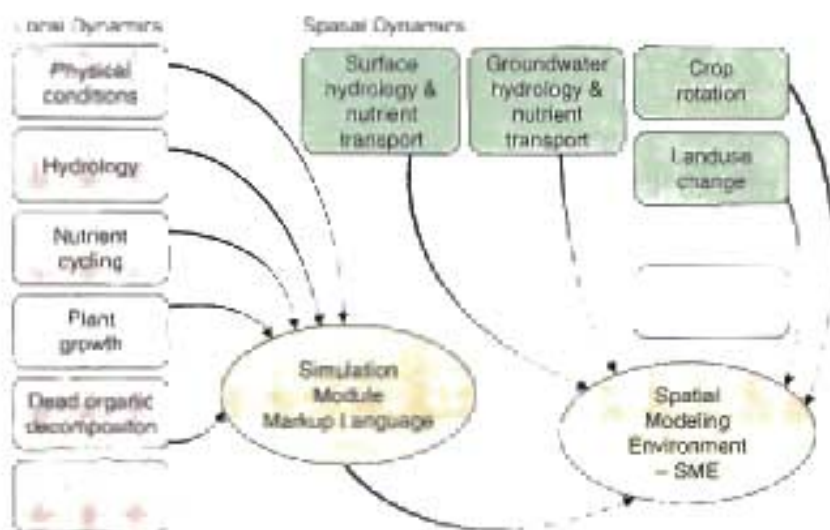 Dynamics
Spatial Dynamics
Physical
conditions
Hydrology
Nutrient
cycling
Plant
growth
Dead organic
decomposition
Surface
hydrology &
nutrient
transport
Groundwater
hydrology &
nutrient
transport
Crop
rotation
Landuse
change
Simulation
Module
Markup Language
Spatial
Modeling
Environment
– SME